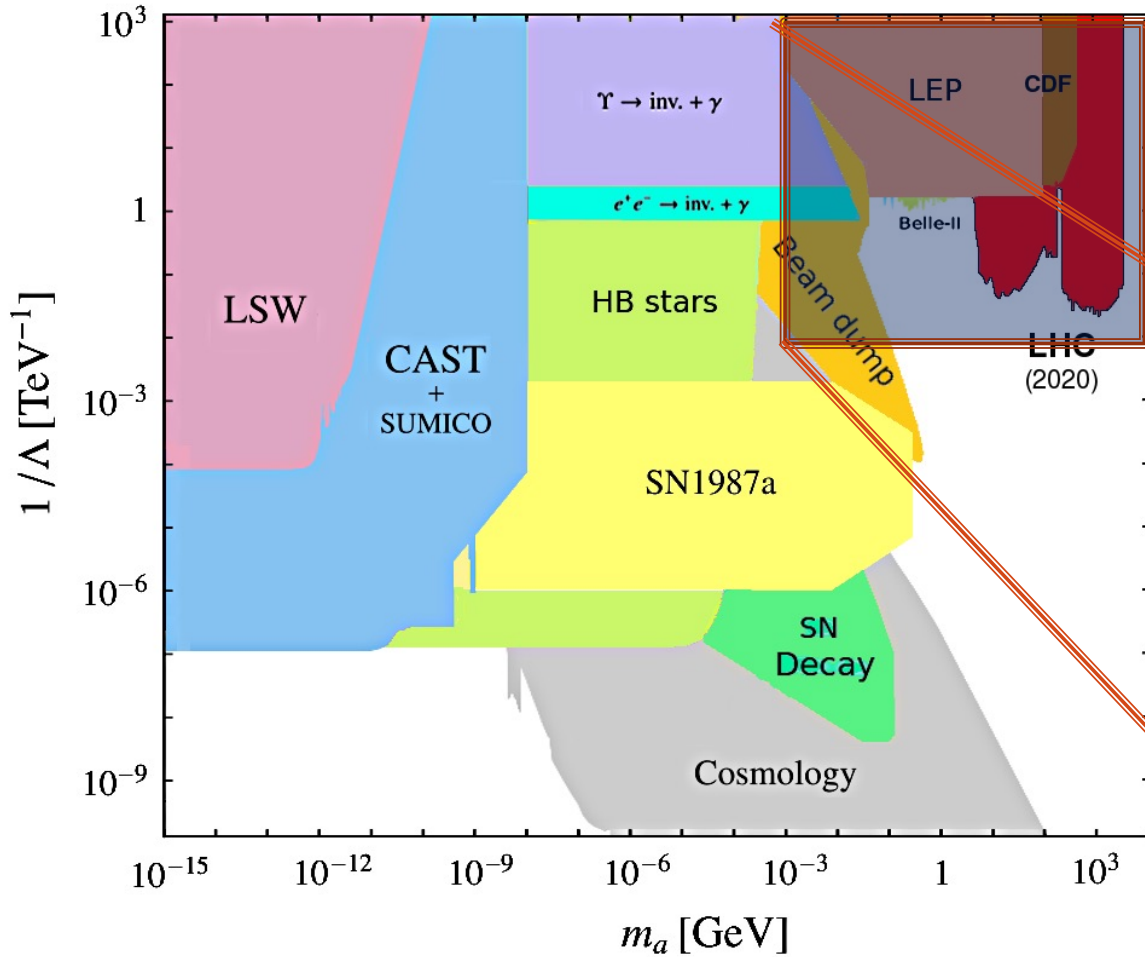 10³
1
10⁻³
10⁻⁶
10⁻⁹
1 / Λ [TeV⁻¹]
LSW
CAST
+
SUMICO
ϒ → inv. + γ
e⁺e⁻ → inv. + γ
HB stars
Beam dump
LEP
CDF
Belle-II
LHC
(2020)
SN1987a
SN
Decay
Cosmology
10⁻¹⁵
10⁻¹²
10⁻⁹
10⁻⁶
10⁻³
1
10³
mₐ [GeV]